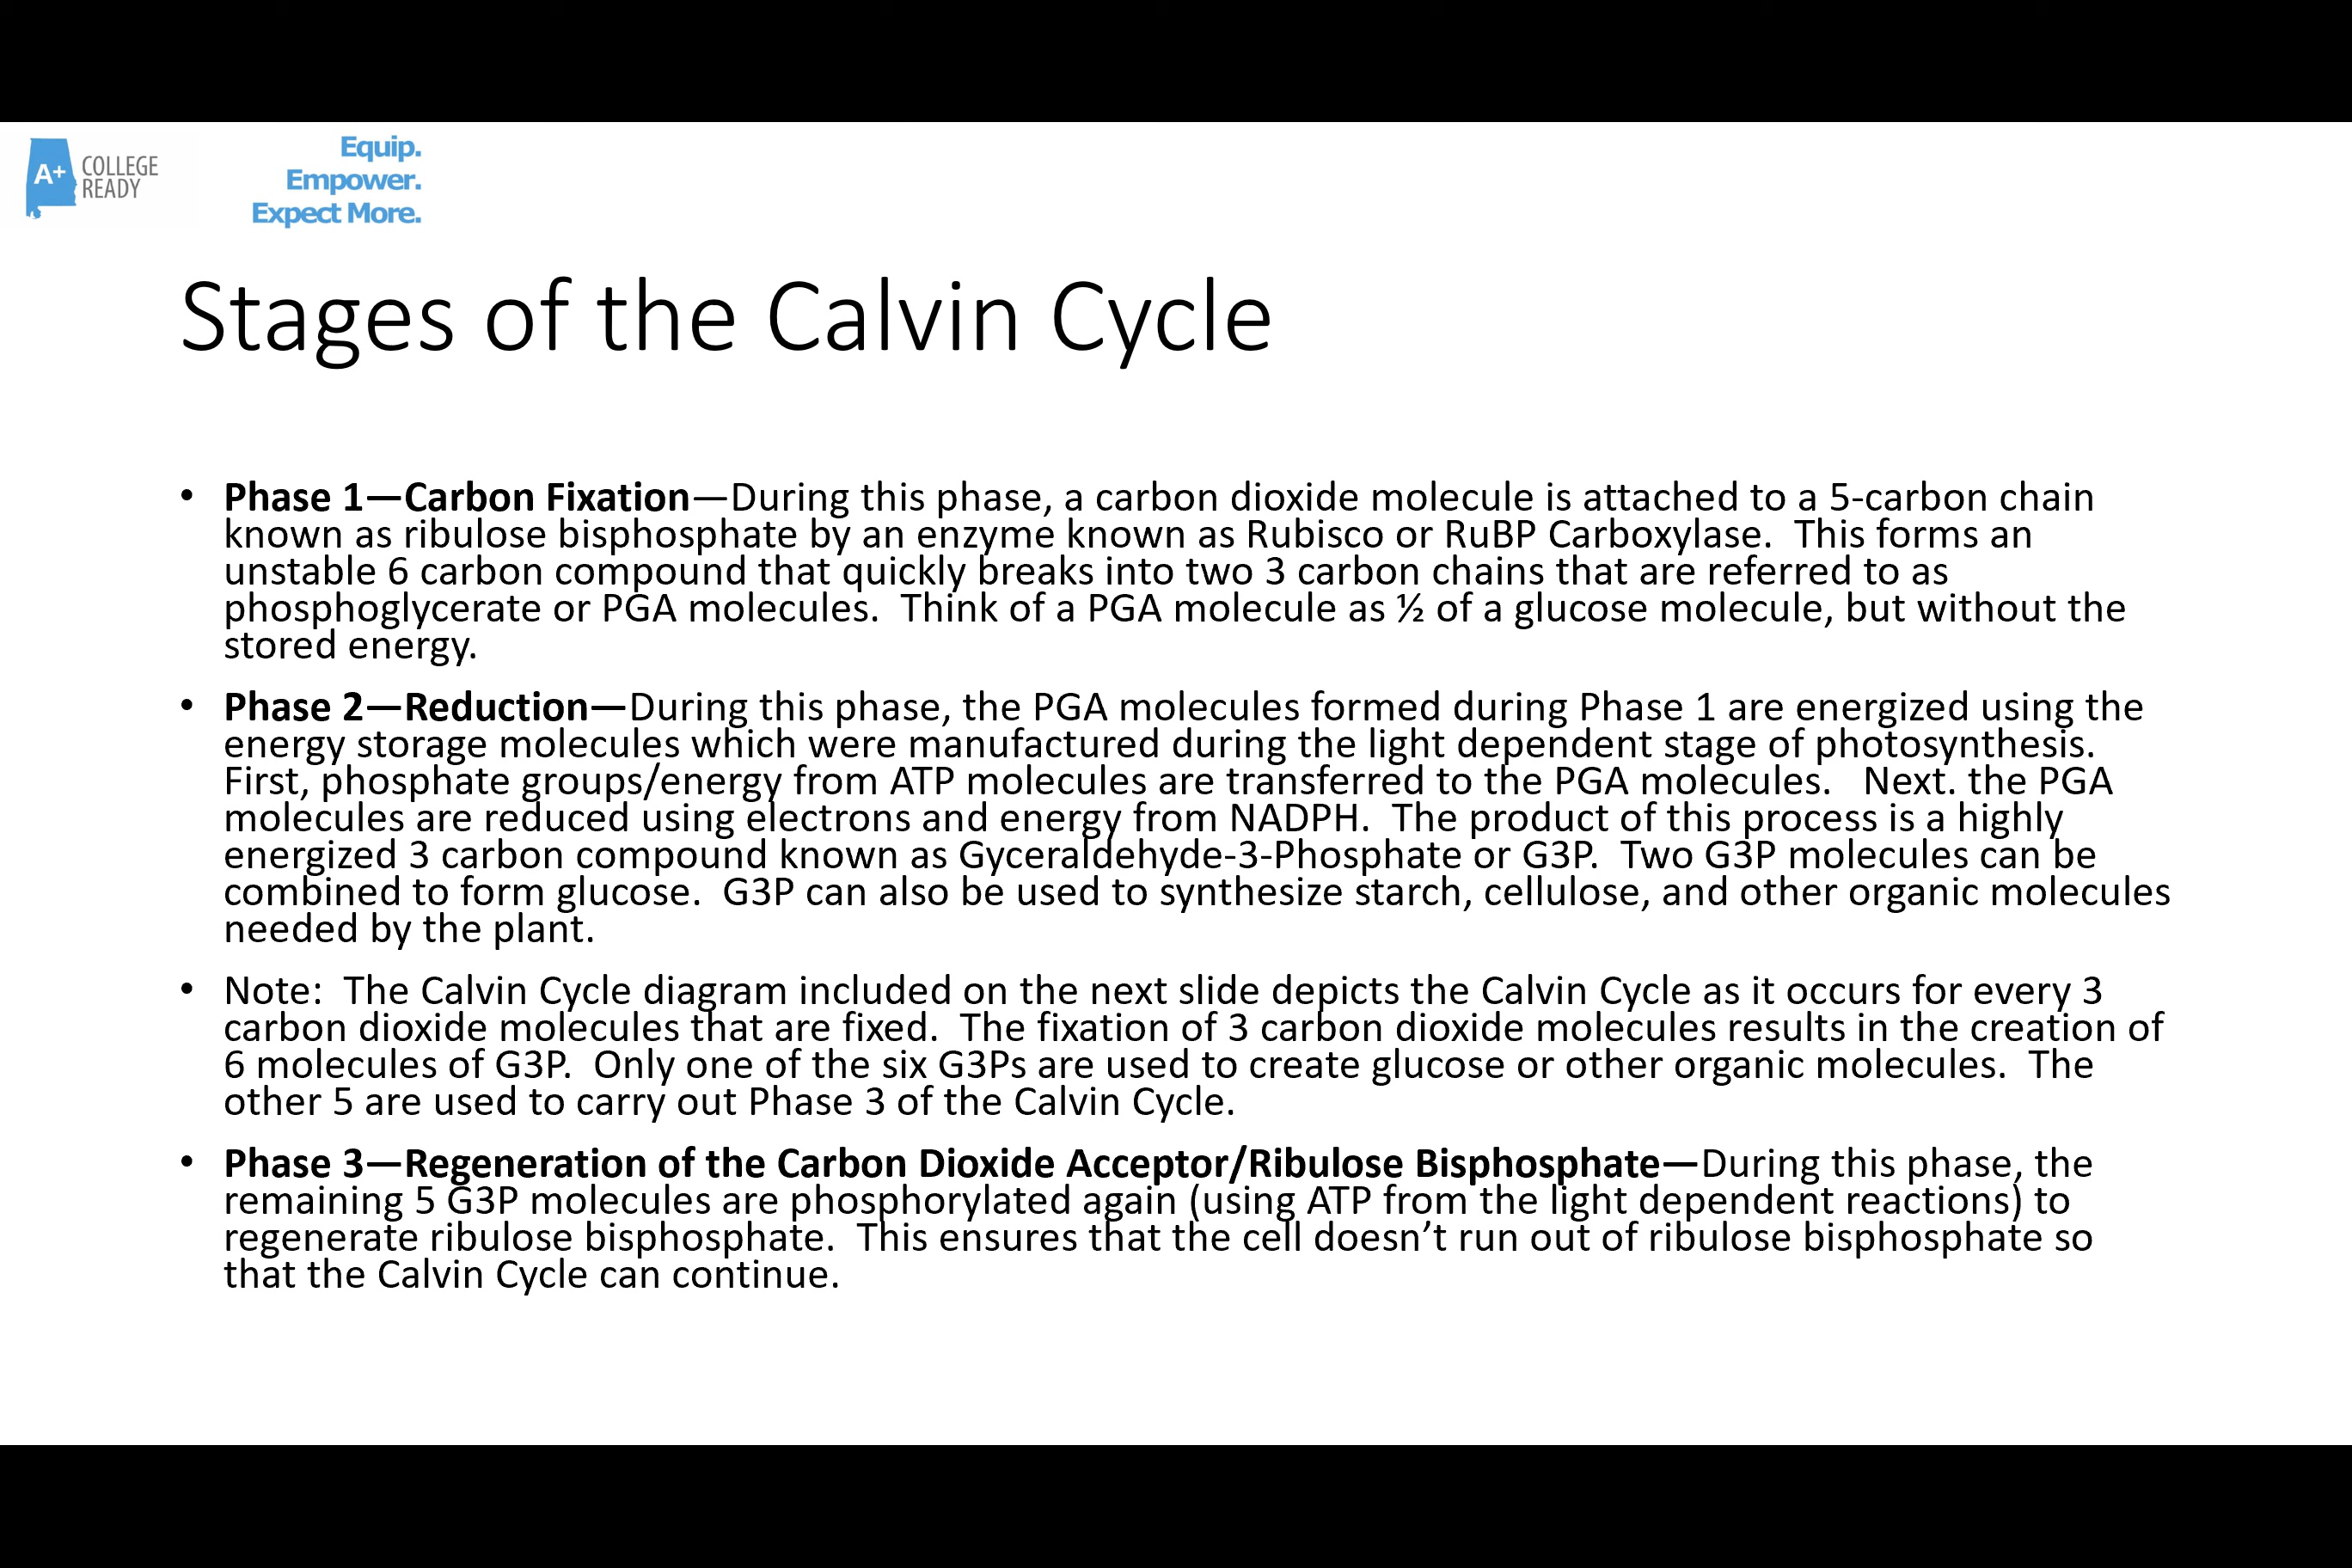 A+ COLLEGE
READY
Equip.
Empower.
Expect More.
Stages of the Calvin Cycle
• Phase 1—Carbon Fixation—During this phase, a carbon dioxide molecule is attached to a 5-carbon chain
known as ribulose bisphosphate by an enzyme known as Rubisco or RuBP Carboxylase.  This forms an
unstable 6 carbon compound that quickly breaks into two 3 carbon chains that are referred to as
phosphoglycerate or PGA molecules.  Think of a PGA molecule as ½ of a glucose molecule, but without the
stored energy.
• Phase 2—Reduction—During this phase, the PGA molecules formed during Phase 1 are energized using the
energy storage molecules which were manufactured during the light dependent stage of photosynthesis.
First, phosphate groups/energy from ATP molecules are transferred to the PGA molecules.   Next. the PGA
molecules are reduced using electrons and energy from NADPH.  The product of this process is a highly
energized 3 carbon compound known as Gyceraldehyde-3-Phosphate or G3P.  Two G3P molecules can be
combined to form glucose.  G3P can also be used to synthesize starch, cellulose, and other organic molecules
needed by the plant.
• Note:  The Calvin Cycle diagram included on the next slide depicts the Calvin Cycle as it occurs for every 3
carbon dioxide molecules that are fixed.  The fixation of 3 carbon dioxide molecules results in the creation of
6 molecules of G3P.  Only one of the six G3Ps are used to create glucose or other organic molecules.  The
other 5 are used to carry out Phase 3 of the Calvin Cycle.
• Phase 3—Regeneration of the Carbon Dioxide Acceptor/Ribulose Bisphosphate—During this phase, the
remaining 5 G3P molecules are phosphorylated again (using ATP from the light dependent reactions) to
regenerate ribulose bisphosphate.  This ensures that the cell doesn’t run out of ribulose bisphosphate so
that the Calvin Cycle can continue.